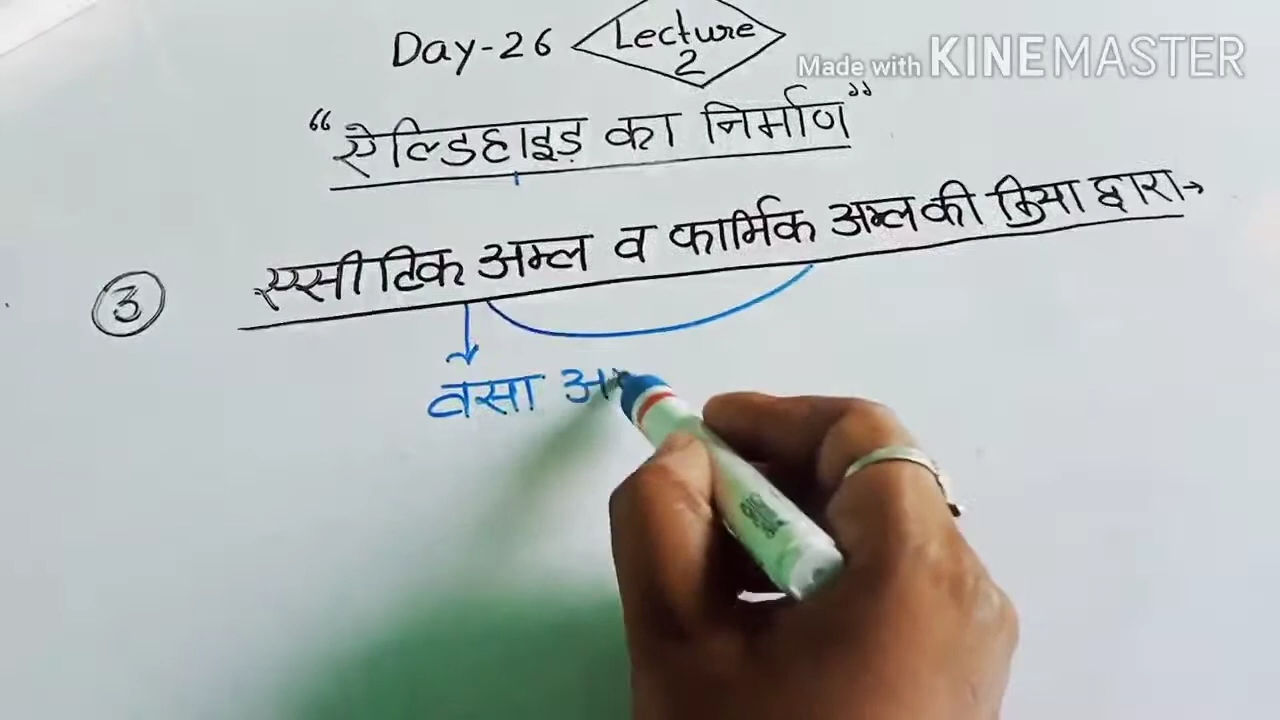 Day-26 Lecture 2
Made with KINEMASTER
“ऐल्डिहाइड़ का निर्माण”
3 एसीटिक अम्ल व फार्मिक अम्ल की क्रिया द्वारा→
वसा अ